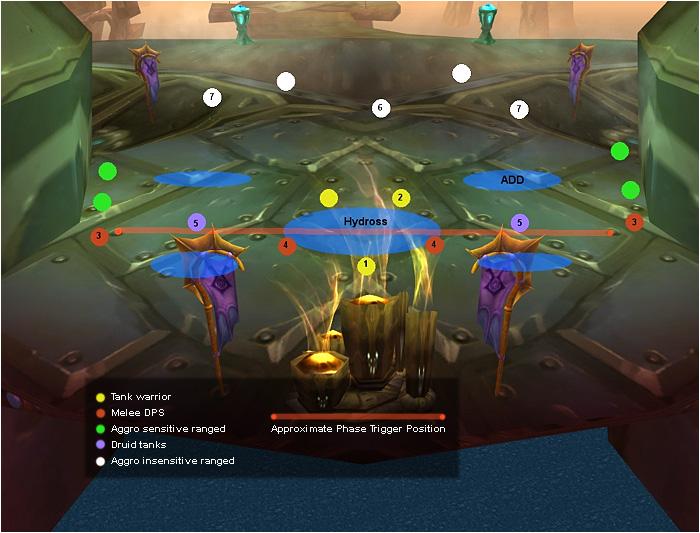 7
6
7
ADD
2
5
Hydross
5
3
3
4
4
1
Tank warrior
Melee DPS
Aggro sensitive ranged
Druid tanks
Aggro insensitive ranged
Approximate Phase Trigger Position